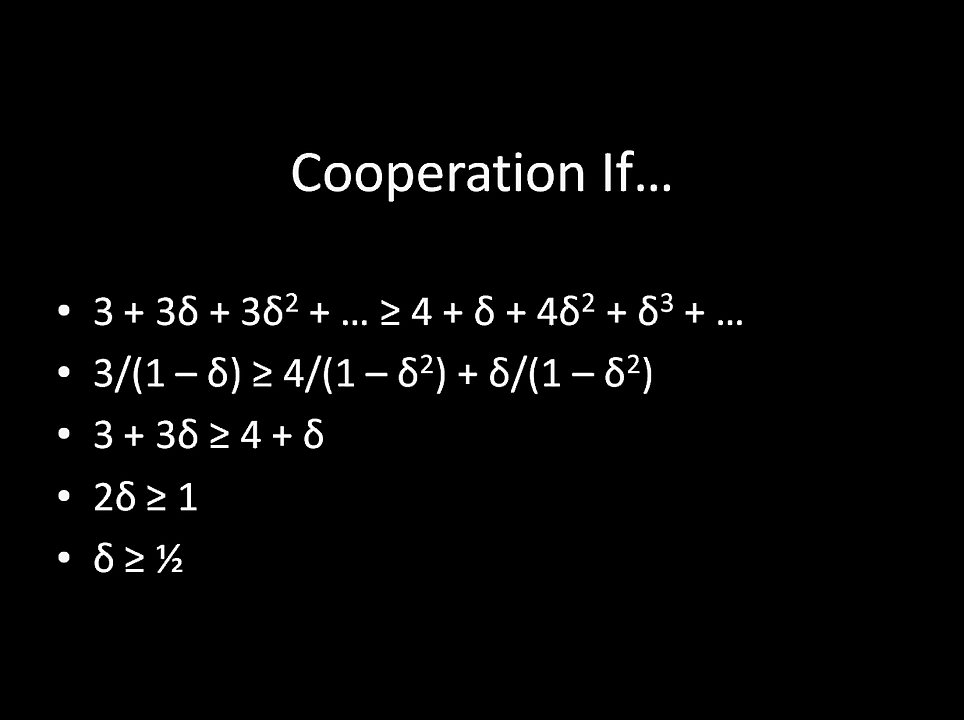 Cooperation If…
• 3 + 3δ + 3δ² + … ≥ 4 + δ + 4δ² + δ³ + …
• 3/(1 – δ) ≥ 4/(1 – δ²) + δ/(1 – δ²)
• 3 + 3δ ≥ 4 + δ
• 2δ ≥ 1
• δ ≥ ½